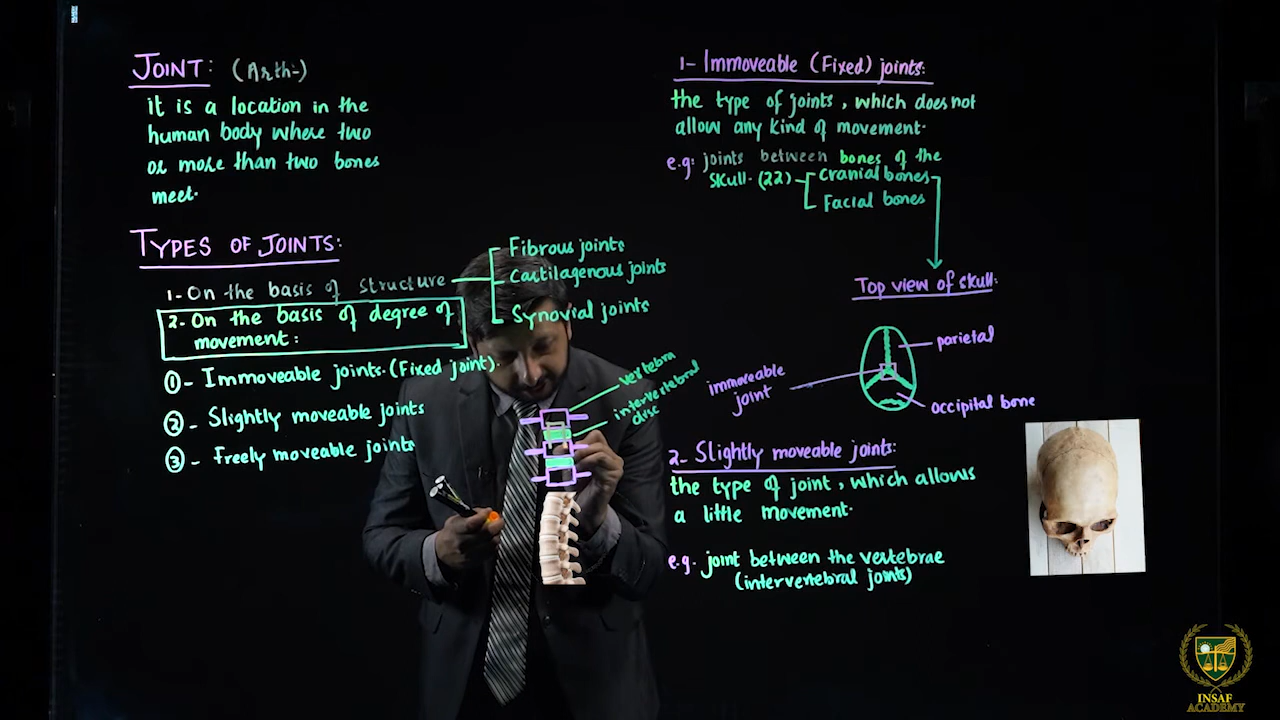 JOINT: (Arth-)
it is a location in the
human body where two
or more than two bones
meet.
TYPES OF JOINTS:
1- On the basis of structure
Fibrous joints
Cartilagenous joints
Synovial joints
2- On the basis of degree of
movement:
① - Immoveable joints. (Fixed joint).
② - Slightly moveable joints
③ - Freely moveable joints
vertebra
intervertebral
disc
1- Immoveable (Fixed) joints:
the type of joints, which does not
allow any kind of movement.
e.g: joints between bones of the
skull. (22)
Cranial bones
Facial bones
Top view of skull:
parietal
immoveable
joint
occipital bone
2- Slightly moveable joints:
the type of joint, which allows
a little movement.
e.g. joint between the vertebrae
(intervertebral joints)
INSAF
ACADEMY